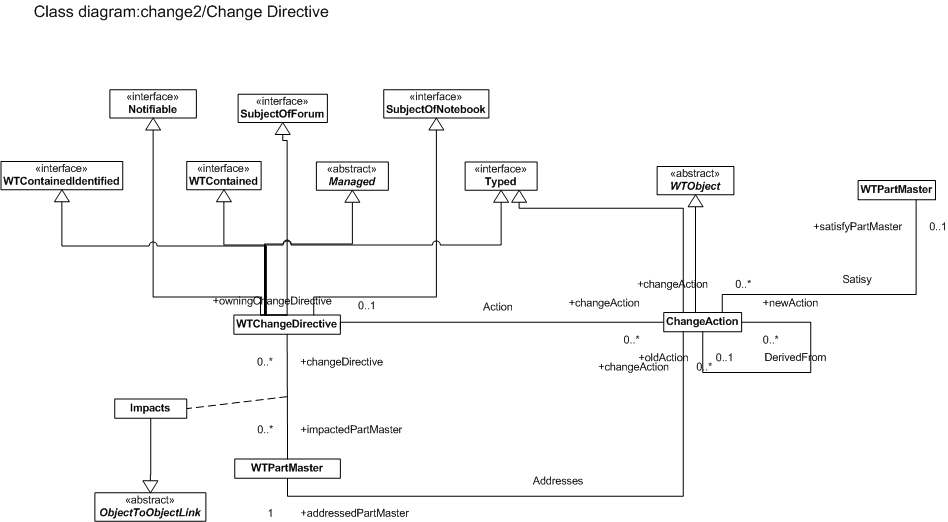 Class diagram:change2/Change Directive
«interface»
Notifiable
«interface»
SubjectOfForum
«interface»
SubjectOfNotebook
«interface»
WTContainedIdentified
«interface»
WTContained
«abstract»
Managed
«interface»
Typed
«abstract»
WTObject
WTPartMaster
+satisfyPartMaster
0..1
+changeAction
0..*
Satisy
+owningChangeDirective
0..1
Action
+changeAction
+newAction
WTChangeDirective
ChangeAction
0..*
0..*
+oldAction
0..1
DerivedFrom
0..*
+changeDirective
+changeAction
0..*
Impacts
0..*
+impactedPartMaster
WTPartMaster
Addresses
«abstract»
ObjectToObjectLink
1
+addressedPartMaster